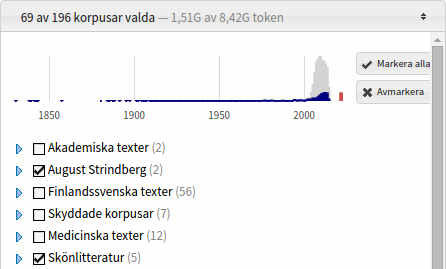 69 av 196 korpusar valda — 1,51G av 8,42G token
Markera alla
Avmarkera
1850 1900 1950 2000
Akademiska texter (2)
August Strindberg (2)
Finlandssvenska texter (56)
Skyddade korpusar (7)
Medicinska texter (12)
Skönlitteratur (5)